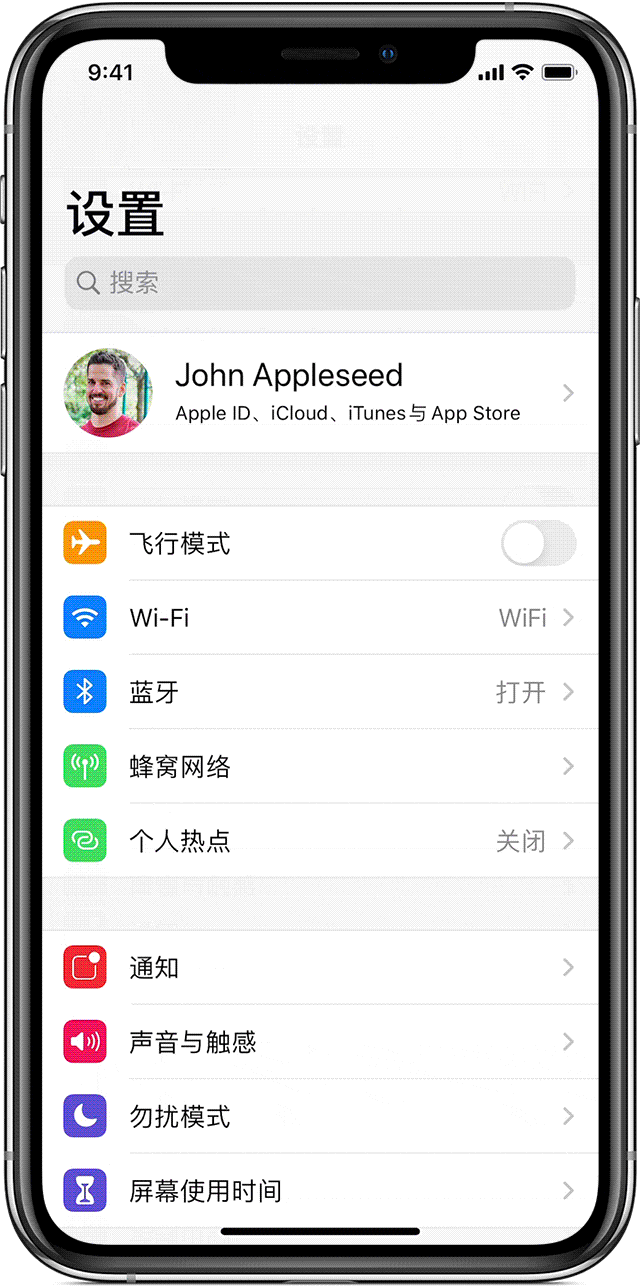 9:41
设置
设置
搜索
John Appleseed
Apple ID、iCloud、iTunes与 App Store
飞行模式
Wi-Fi WiFi
蓝牙 打开
蜂窝网络
个人热点 关闭
通知
声音与触感
勿扰模式
屏幕使用时间